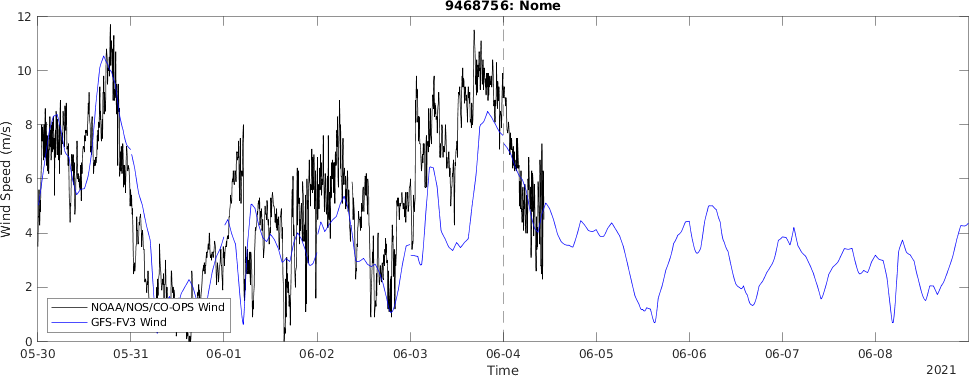 9468756: Nome
12
10
8
6
4
2
0
Wind Speed (m/s)
NOAA/NOS/CO-OPS Wind
GFS-FV3 Wind
05-30 05-31 06-01 06-02 06-03 06-04 06-05 06-06 06-07 06-08
Time
2021